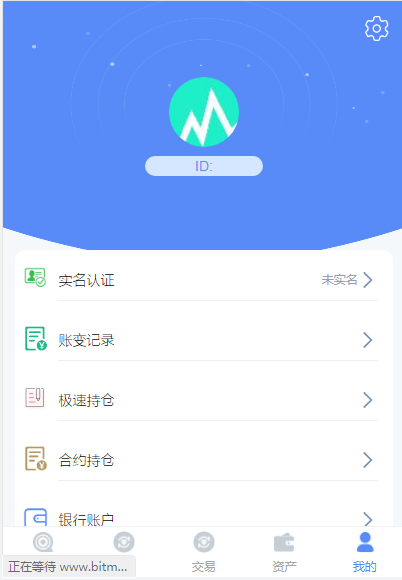 ID:
实名认证 未实名
账变记录
极速持仓
合约持仓
银行账户
正在等待 www.bitm...
交易
资产
我的